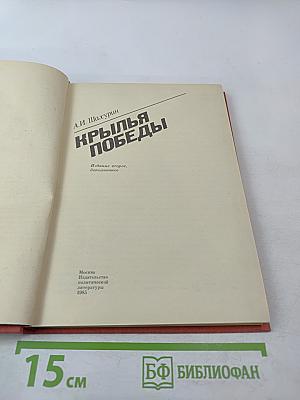 А.И. Шахурин
КРЫЛЬЯ
ПОБЕДЫ
Издание второе,
дополненное
Москва
Издательство
политической
литературы
1985
15 см
БФ БИБЛИОФАН